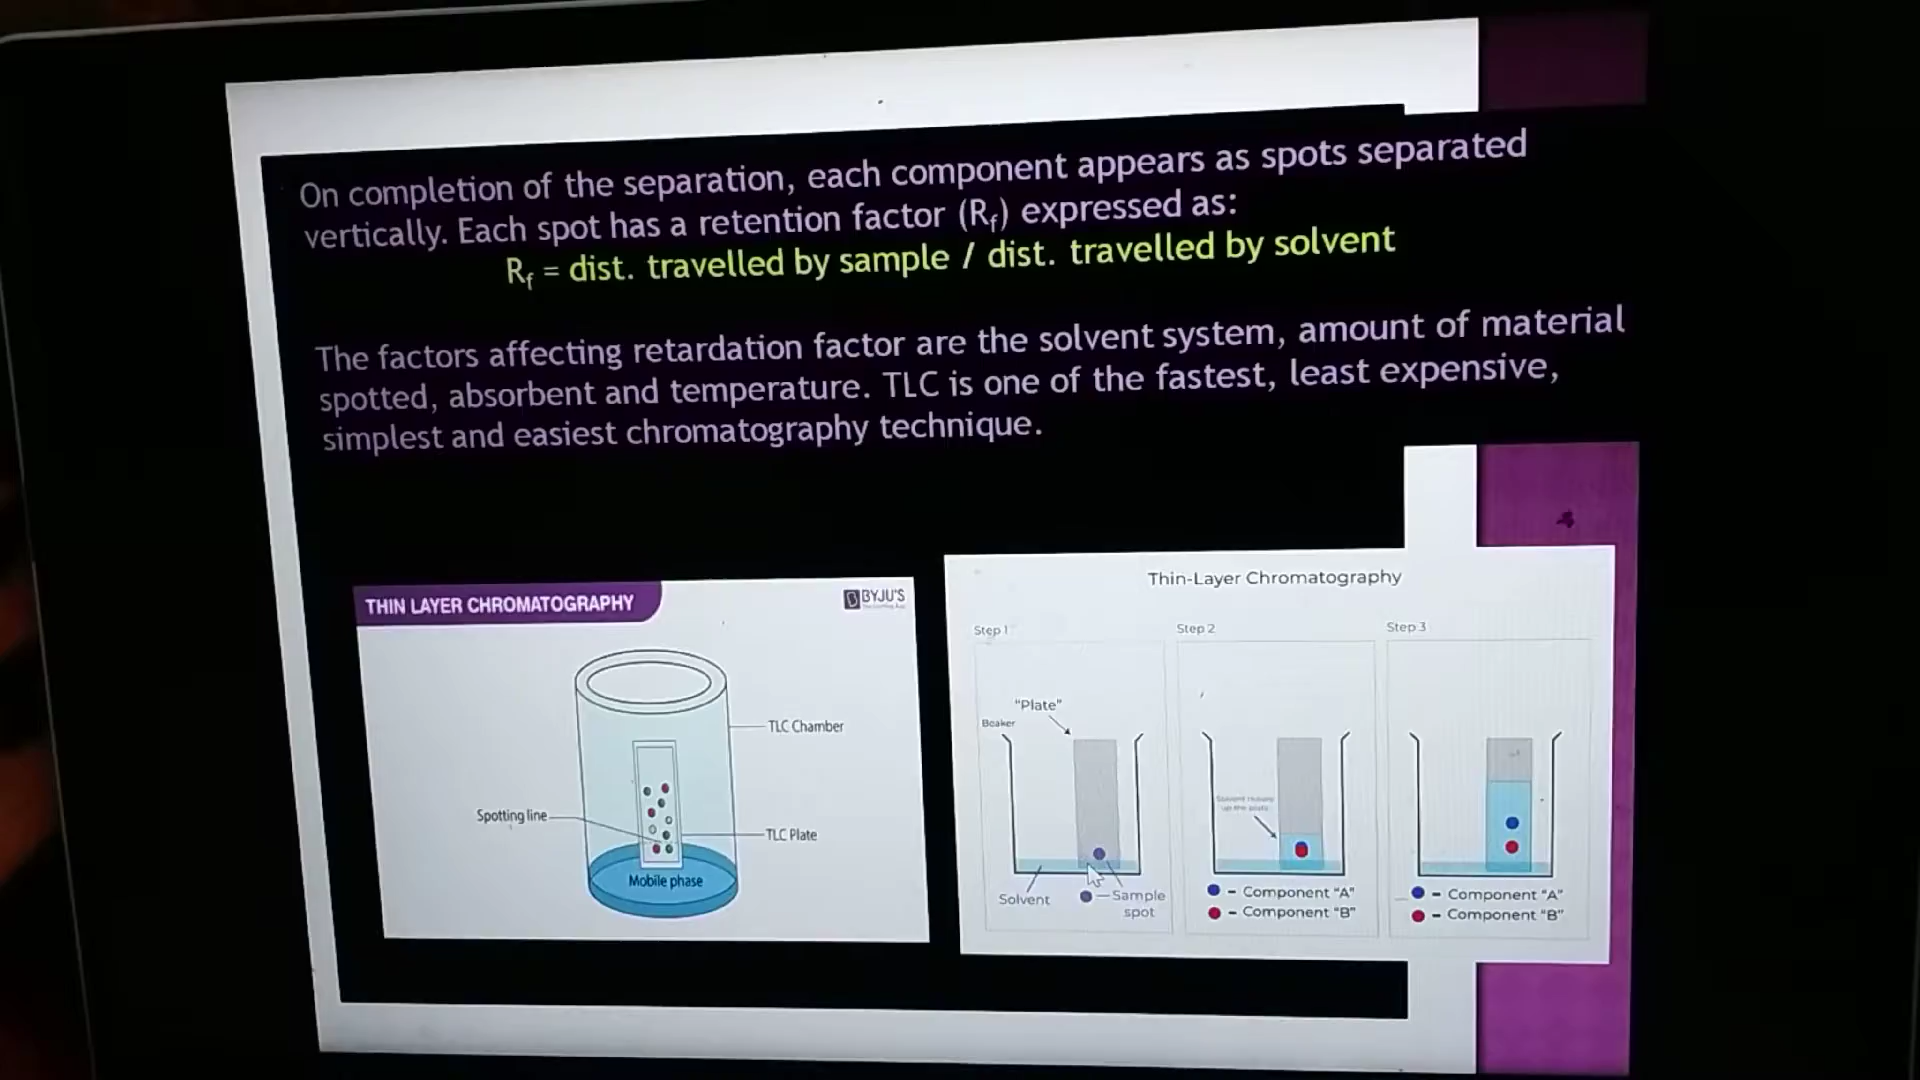 On completion of the separation, each component appears as spots separated
vertically. Each spot has a retention factor (Rf) expressed as:
Rf = dist. travelled by sample / dist. travelled by solvent
The factors affecting retardation factor are the solvent system, amount of material
spotted, absorbent and temperature. TLC is one of the fastest, least expensive,
simplest and easiest chromatography technique.
THIN LAYER CHROMATOGRAPHY
BYJU'S
TLC Chamber
Spotting line
TLC Plate
Mobile phase
Thin-Layer Chromatography
Step 1
Step 2
Step 3
"Plate"
Beaker
Solvent
Sample
spot
- Component "A"
- Component "B"
- Component "A"
- Component "B"